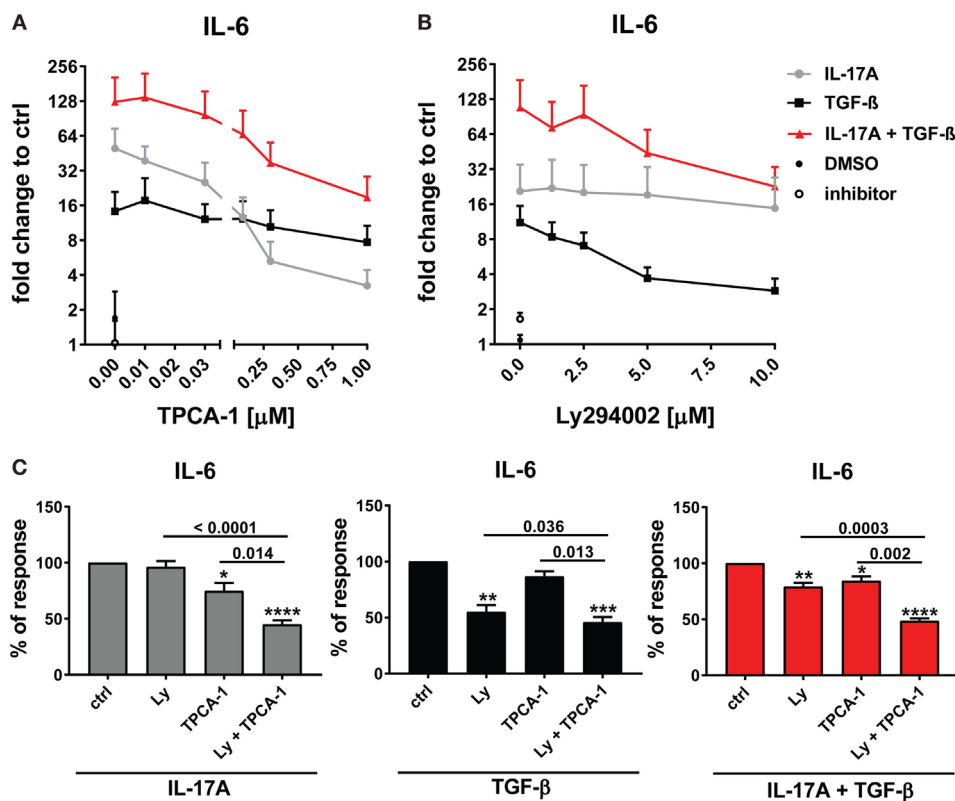 A
IL-6
fold change to ctrl
256
128
64
32
16
8
4
2
1
0.00
0.01
0.02
0.03
0.25
0.50
0.75
1.00
TPCA-1 [μM]
B
IL-6
fold change to ctrl
256
128
64
32
16
8
4
2
1
0.0
2.5
5.0
7.5
10.0
Ly294002 [μM]
IL-17A
TGF-ß
IL-17A + TGF-ß
DMSO
inhibitor
C
IL-6
% of response
150
100
50
0
< 0.0001
0.014
*
****
ctrl
Ly
TPCA-1
Ly + TPCA-1
IL-17A
IL-6
% of response
150
100
50
0
0.036
0.013
**
***
ctrl
Ly
TPCA-1
Ly + TPCA-1
TGF-β
IL-6
% of response
150
100
50
0
0.0003
0.002
**
*
****
ctrl
Ly
TPCA-1
Ly + TPCA-1
IL-17A + TGF-β